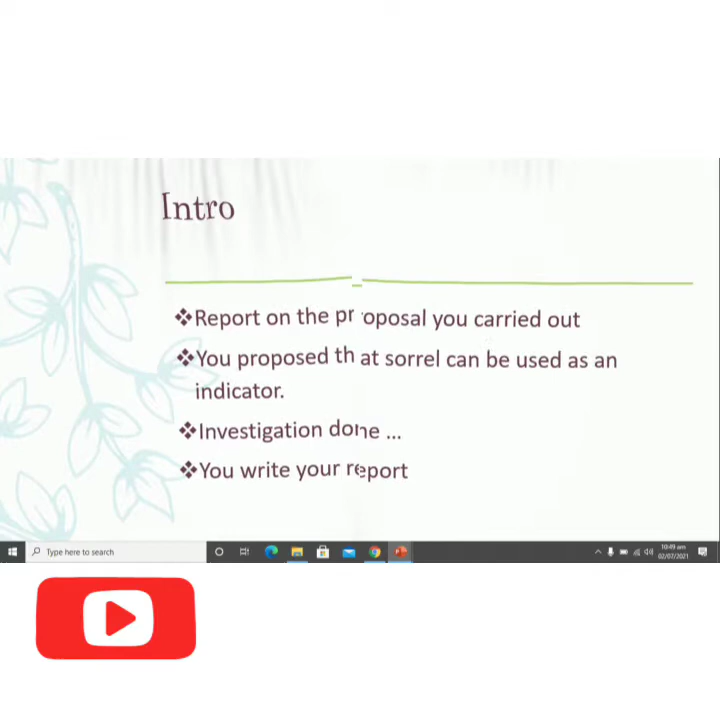 Intro
❖Report on the proposal you carried out
❖You proposed that sorrel can be used as an
indicator.
❖Investigation done ...
❖You write your report
Type here to search
10:49 am
02/07/2021